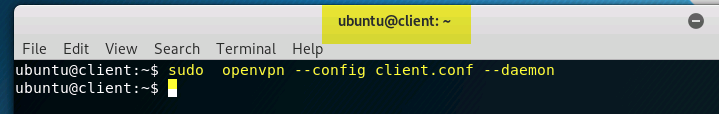 ubuntu@client: ~
File Edit View Search Terminal Help
ubuntu@client:~$ sudo  openvpn --config client.conf --daemon
ubuntu@client:~$